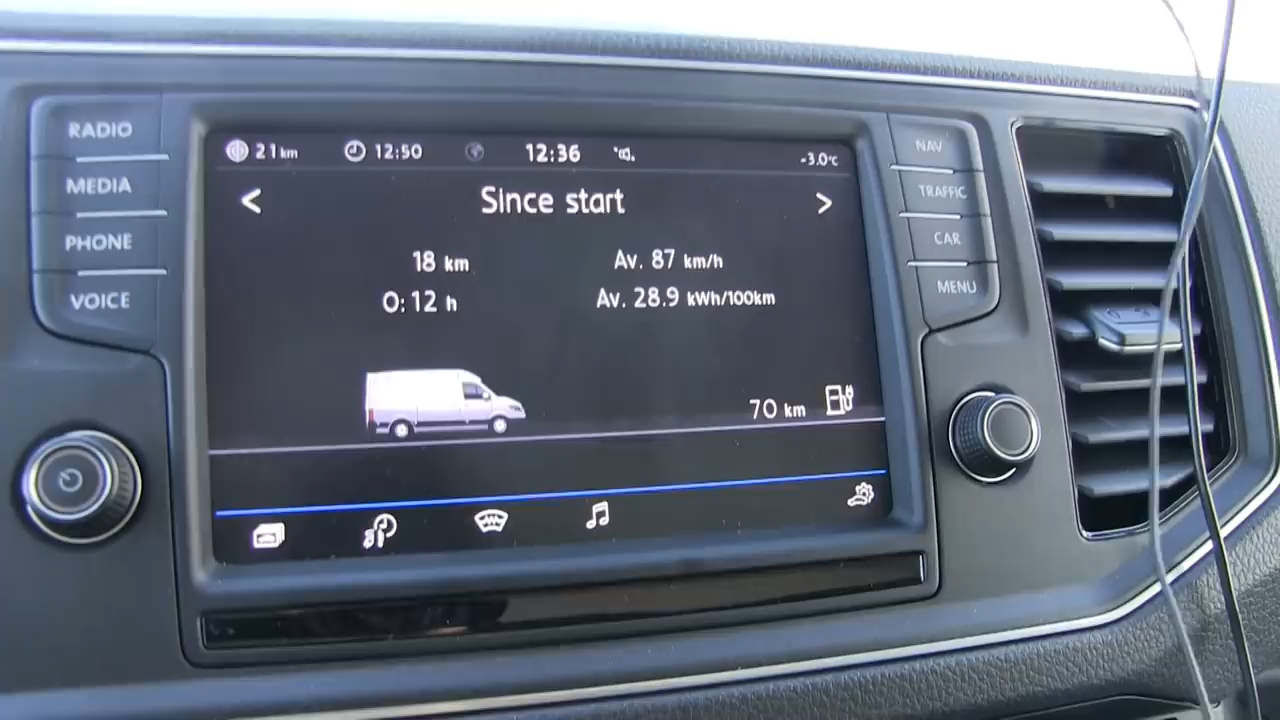 RADIO
MEDIA
PHONE
VOICE
21 km 12:50 12:36 -3.0°C
< Since start >
18 km Av. 87 km/h
0:12 h Av. 28.9 kWh/100km
70 km
NAV
TRAFFIC
CAR
MENU